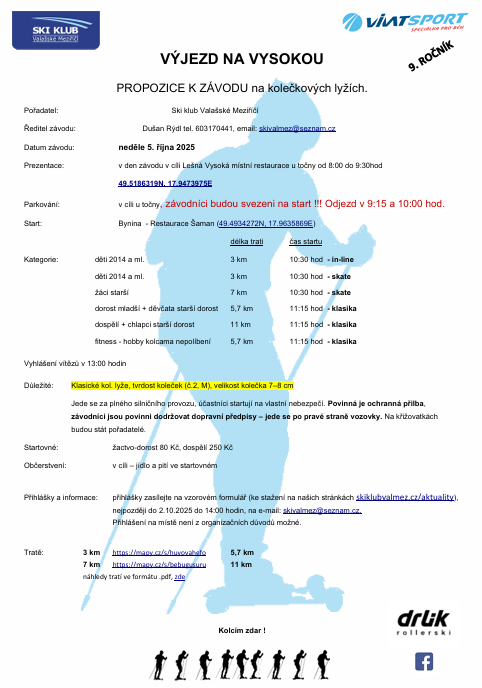 SKI KLUB
Valašské Meziříčí
ViATSPORT
SPECIALKA PRO BĚH
9. ROČNÍK
VÝJEZD NA VYSOKOU
PROPOZICE K ZÁVODU na kolečkových lyžích.
Pořadatel: Ski klub Valašské Meziříčí
Ředitel závodu: Dušan Rýdl tel. 603170441, email: skivalmez@seznam.cz
Datum závodu: neděle 5. října 2025
Prezentace: v den závodu v cíli Lešná Vysoká místní restaurace u točny od 8:00 do 9:30hod
49.5186319N, 17.9473975E
Parkování: v cíli u točny, závodníci budou svezeni na start !!! Odjezd v 9:15 a 10:00 hod.
Start: Bynina - Restaurace Šaman (49.4934272N, 17.9635869E)
délka trati čas startu
Kategorie: děti 2014 a ml. 3 km 10:30 hod - in-line
děti 2014 a ml. 3 km 10:30 hod - skate
žáci starší 7 km 10:30 hod - skate
dorost mladší + děvčata starší dorost 5,7 km 11:15 hod - klasika
dospělí + chlapci starší dorost 11 km 11:15 hod - klasika
fitness - hobby kolcama nepolíbení 5,7 km 11:15 hod - klasika
Vyhlášení vítězů v 13:00 hodin
Důležité: Klasické kol. lyže, tvrdost koleček (č.2, M), velikost kolečka 7–8 cm
Jede se za plného silničního provozu, účastníci startují na vlastní nebezpečí. Povinná je ochranná přilba,
závodníci jsou povinni dodržovat dopravní předpisy – jede se po pravé straně vozovky. Na křižovatkách
budou stát pořadatelé.
Startovné: žactvo-dorost 80 Kč, dospělí 250 Kč
Občerstvení: v cíli – jídlo a pití ve startovném
Přihlášky a informace: přihlášky zasílejte na vzorovém formulář (ke stažení na našich stránkách skiklubvalmez.cz/aktuality),
nejpozději do 2.10.2025 do 14:00 hodin, na e-mail: skivalmez@seznam.cz.
Přihlášení na místě není z organizačních důvodů možné.
Tratě: 3 km https://mapy.cz/s/huvovahefo 5,7 km
7 km https://mapy.cz/s/bebugusuru 11 km
náhledy tratí ve formátu .pdf, zde
Kolcím zdar !
drůk
rollerski
f